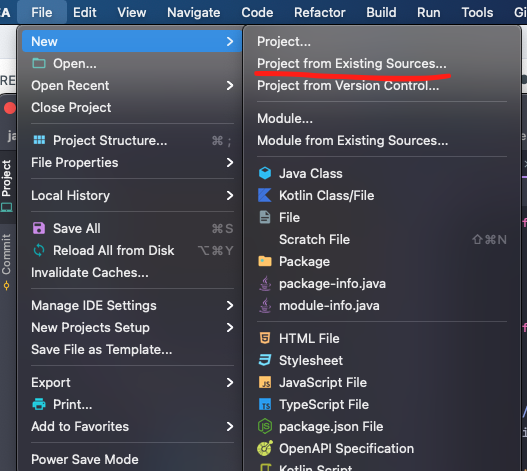 File Edit View Navigate Code Refactor Build Run Tools
New
Open...
Open Recent
Close Project
Project Structure... ⌘ ;
File Properties
Local History
Save All ⌘S
Reload All from Disk ⌥⌘Y
Invalidate Caches...
Manage IDE Settings
New Projects Setup
Save File as Template...
Export
Print...
Add to Favorites
Power Save Mode
Project...
Project from Existing Sources...
Project from Version Control...
Module...
Module from Existing Sources...
Java Class
Kotlin Class/File
File
Scratch File ⇧⌘N
Package
package-info.java
module-info.java
HTML File
Stylesheet
JavaScript File
TypeScript File
package.json File
OpenAPI Specification
Kotlin Script
Project
Commit